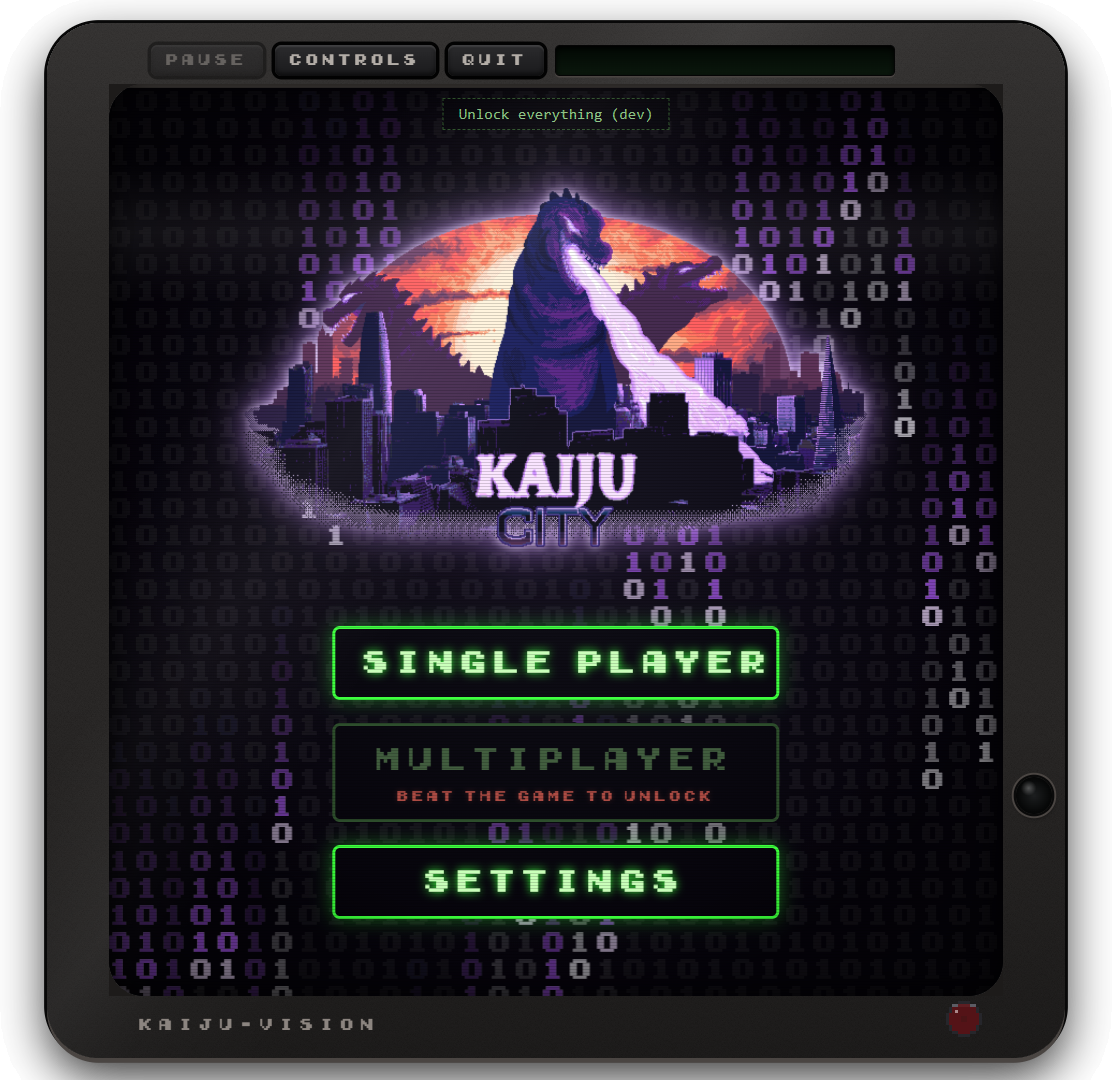 PAUSE CONTROLS QUIT
Unlock everything (dev)
KAIJU
CITY
SINGLE PLAYER
MULTIPLAYER
BEAT THE GAME TO UNLOCK
SETTINGS
KAIJU-VISION